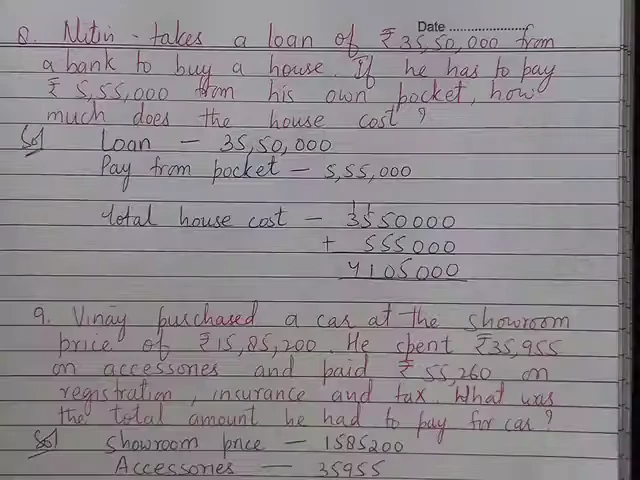 Date ....................
8. Nitin - takes a loan of ₹35,50,000 from
a bank to buy a house. If he has to pay
₹ 5,55,000 from his own pocket, how
much does the house cost?
Sol Loan — 35,50,000
Pay from pocket — 5,55,000
total house cost — 3550000
+ 555000
4105000
9. Vinay purchased a car at the showroom
price of ₹15,85,200. He spent ₹35,955
on accessories and paid ₹ 55,260 on
registration, insurance and tax. What was
the total amount he had to pay for car?
Sol Showroom price — 1585200
Accessories — 35955